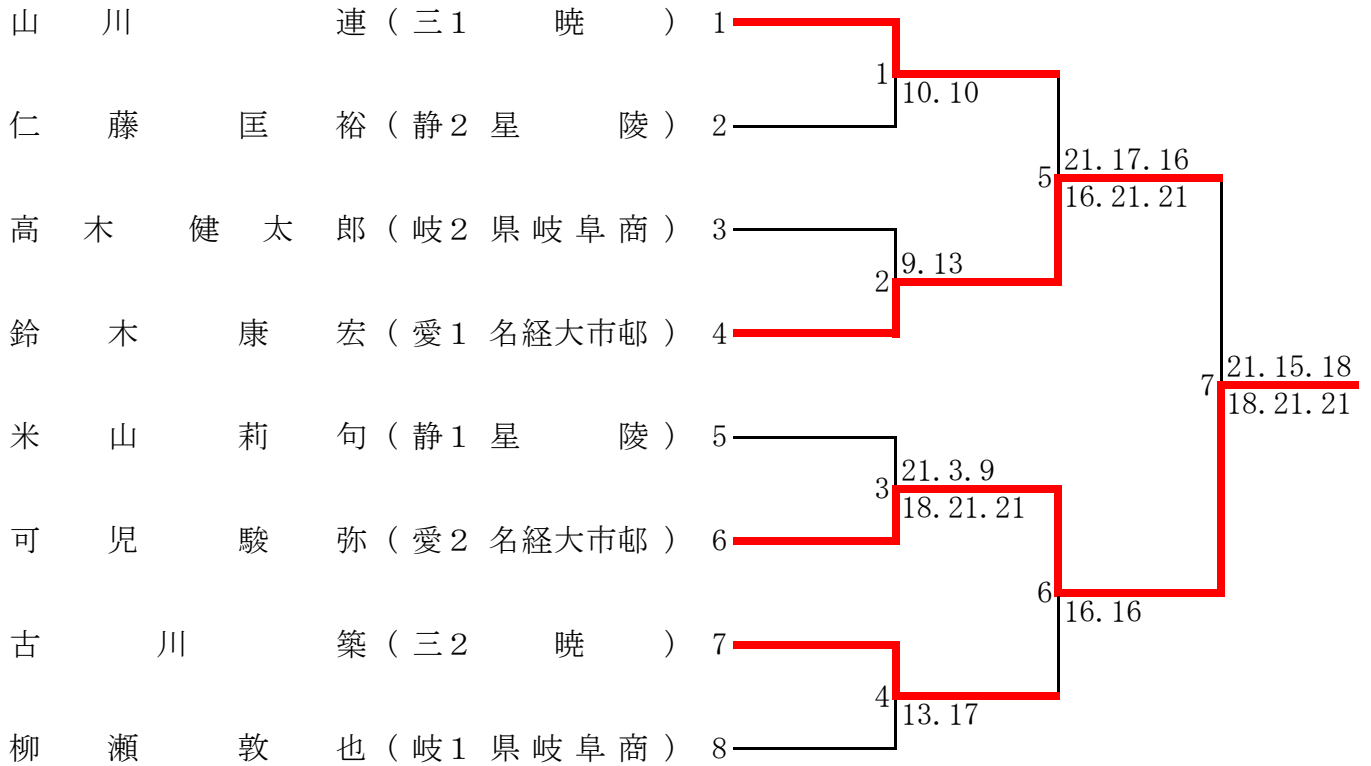 山川　連（三1 暁）1
1
10.10
仁藤匡裕（静2 星陵）2
21.17.16
5
16.21.21
高木健太郎（岐2 県岐阜商）3
9.13
2
鈴木康宏（愛1 名経大市邨）4
21.15.18
7
18.21.21
米山莉句（静1 星陵）5
21.3.9
3
18.21.21
可児駿弥（愛2 名経大市邨）6
6
16.16
古川築（三2 暁）7
4
13.17
柳瀬敦也（岐1 県岐阜商）8